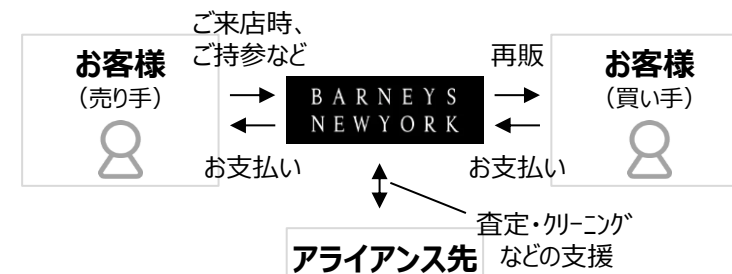 ご来店時、
ご持参など
お客様
（売り手）
BARNEYS
NEWYORK
再販
お客様
（買い手）
お支払い
お支払い
査定・クリーニング
などの支援
アライアンス先